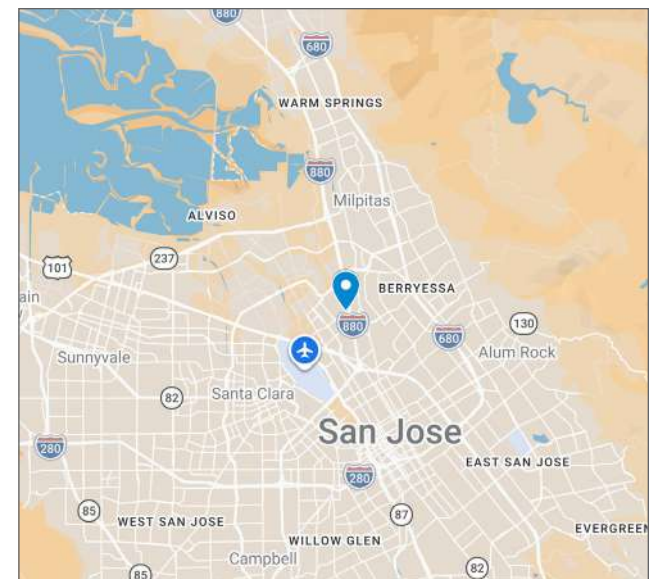 880
680
WARM SPRINGS
880
Milpitas
ALVISO
237
101
BERRYESSA
ain
880
130
680
Sunnyvale
Alum Rock
82
Santa Clara
San Jose
280
EAST SAN JOSE
280
85
87
WEST SAN JOSE
EVERGREEN
WILLOW GLEN
Campbell
82
85